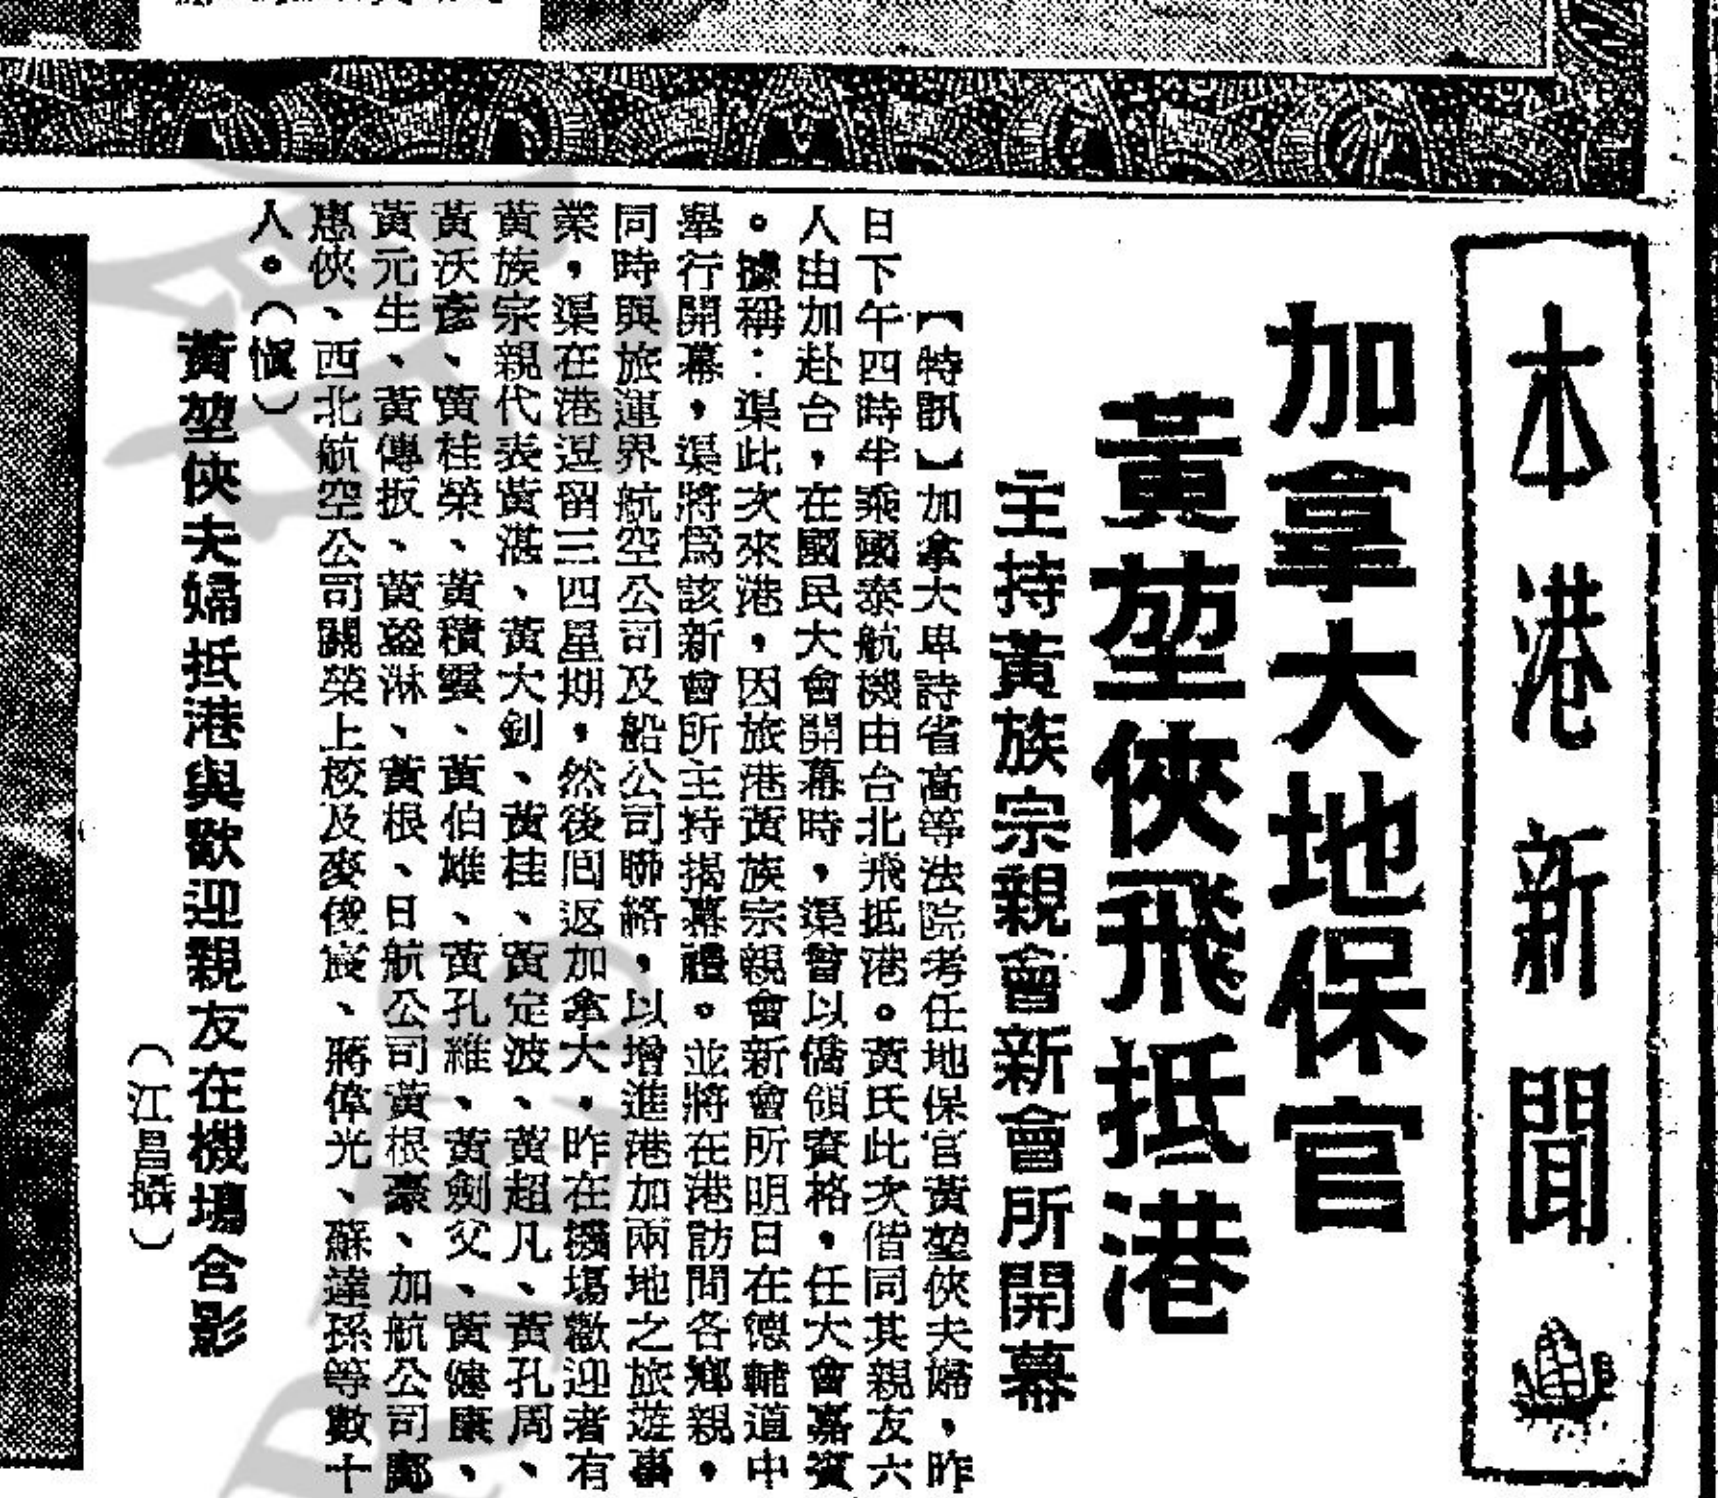 本港新聞
加拿大地保官
黃堃俠飛抵港
主持黃族宗親會新會所開幕
【特訊】加拿大卑詩省高等法院考任地保官黃堃俠夫婦，昨
日下午四時半乘國泰航機由台北飛抵港。黃氏此次偕同其親友六
人由加赴台，在國民大會開幕時，渠曾以僑領資格，任大會嘉賓
。據稱：渠此次來港，因旅港黃族宗親會新會所明日在德輔道中
舉行開幕，渠將爲該新會所主持揭幕禮。並將在港訪問各鄉親，
同時與旅運界航空公司及船公司聯絡，以增進港加兩地之旅遊事
業，渠在港逗留三四星期，然後囘返加拿大。昨在機場歡迎者有
黃族宗親代表黃湛、黃大釗、黃桂、黃定波、黃超凡、黃孔周、
黃沃彥、黃桂榮、黃積雲、黃伯雄、黃孔維、黃劍父、黃健康、
黃元生、黃傳扳、黃淋、黃根、日航公司黃根豪、加航公司鄺
惠俠、西北航空公司關榮上校及麥俊宸、蔣偉光、蘇達孫等數十
人。（愼）
黃堃俠夫婦抵港與歡迎親友在機場合影
（江昌攝）